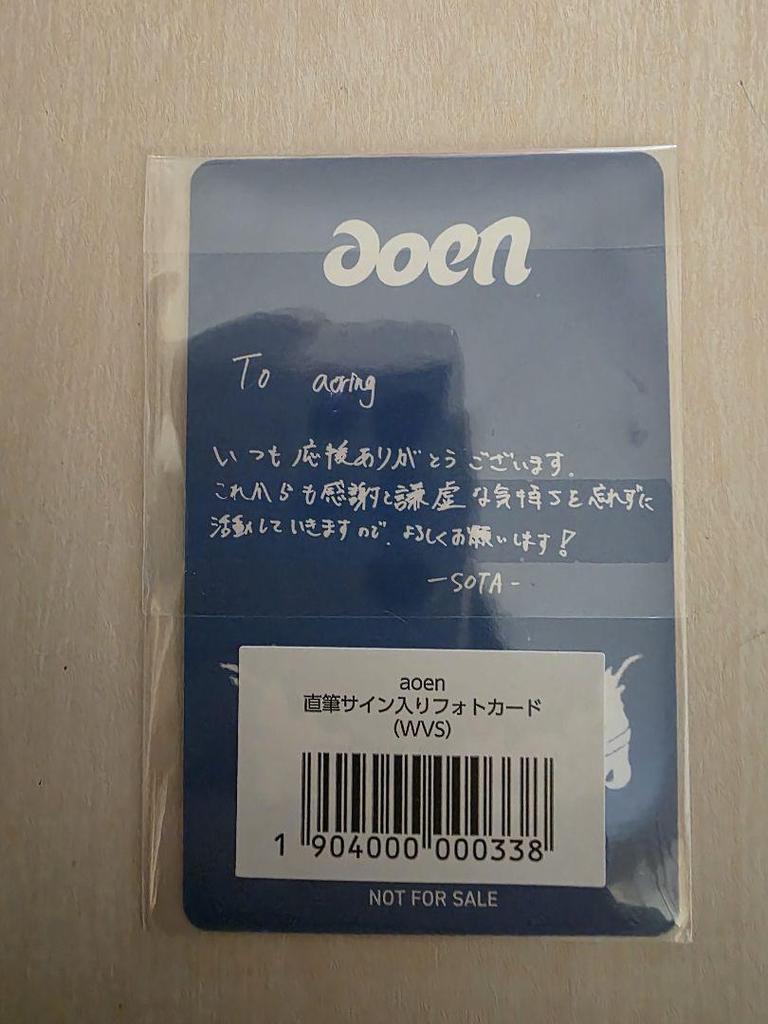 aoen
To aoring
いつも応援ありがとうございます。
これからも感謝と謙虚な気持ちを忘れずに
活動していきますので、よろしくお願いします!
-SOTA-
aoen
直筆サイン入りフォトカード
(WVS)
1 904000 000338
NOT FOR SALE